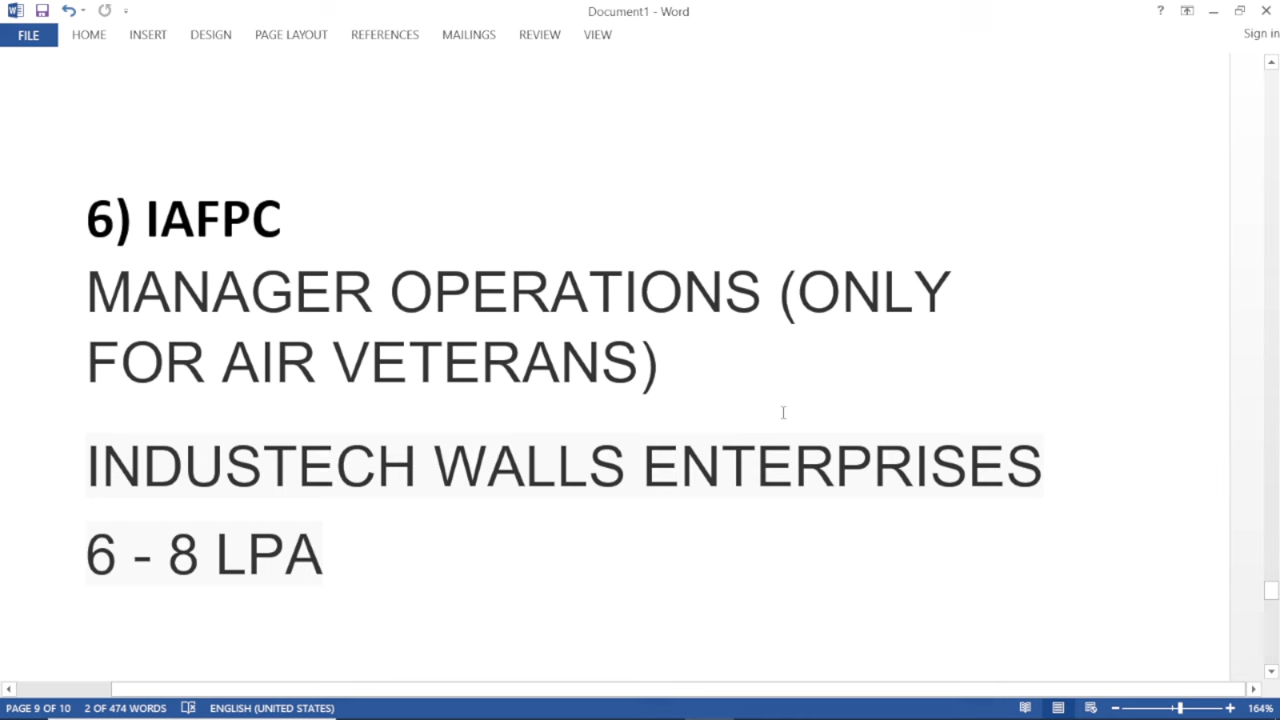 Document1 - Word
?
FILE HOME INSERT DESIGN PAGE LAYOUT REFERENCES MAILINGS REVIEW VIEW
Sign in
6) IAFPC
MANAGER OPERATIONS (ONLY
FOR AIR VETERANS)
INDUSTECH WALLS ENTERPRISES
6 - 8 LPA
PAGE 9 OF 10 2 OF 474 WORDS ENGLISH (UNITED STATES) 164%